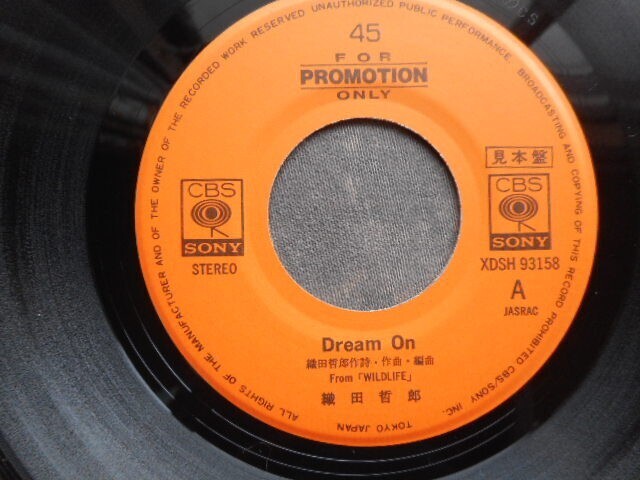 45
FOR
PROMOTION
ONLY
見本盤
CBS
SONY
STEREO
CBS
SONY
XDSH 93158
A
JASRAC
Dream On
織田哲郎作詩・作曲・編曲
From「WILDLIFE」
織田哲郎
ALL RIGHTS OF THE MANUFACTURER AND OF THE OWNER OF THE RECORDED WORK RESERVED UNAUTHORIZED PUBLIC PERFORMANCE, BROADCASTING AND COPYING OF THIS RECORD PROHIBITED CBS/SONY INC.
TOKYO JAPAN